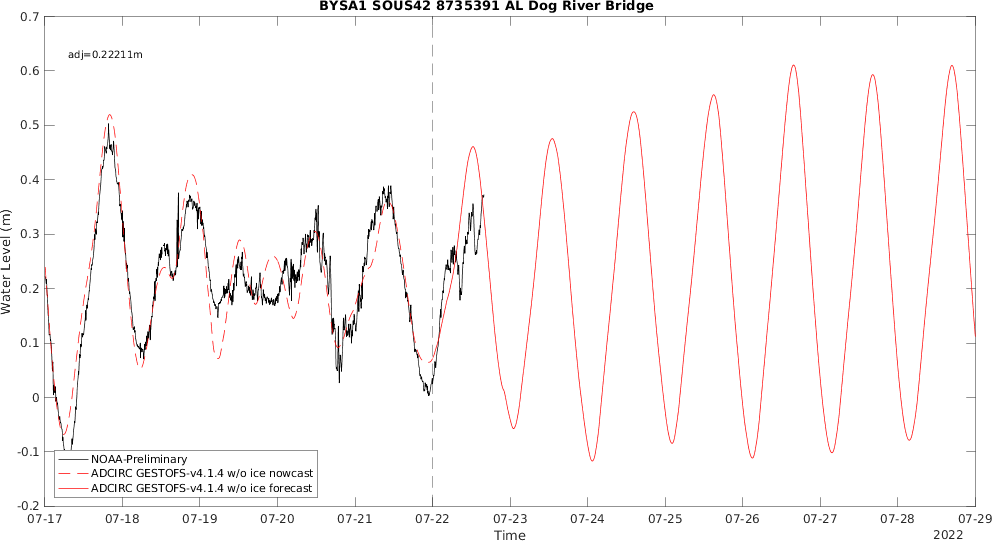 BYSA1 SOUS42 8735391 AL Dog River Bridge
adj=0.22211m
Water Level (m)
0.7
0.6
0.5
0.4
0.3
0.2
0.1
0
-0.1
-0.2
NOAA-Preliminary
ADCIRC GESTOFS-v4.1.4 w/o ice nowcast
ADCIRC GESTOFS-v4.1.4 w/o ice forecast
07-17 07-18 07-19 07-20 07-21 07-22 07-23 07-24 07-25 07-26 07-27 07-28 07-29
Time
2022